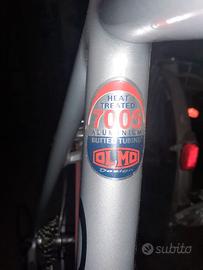 HEAT
TREATED
7005
ALUMINIUM
BUTTED TUBING
OLMO
Design
subito